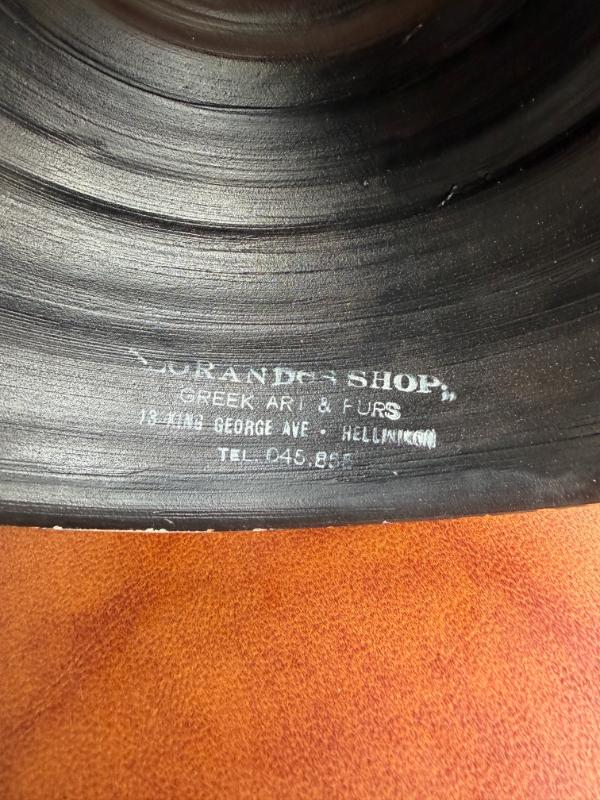 SHOP„
GREEK ART & FURS
13 KING GEORGE AVE • HELLINIKON
TEL.